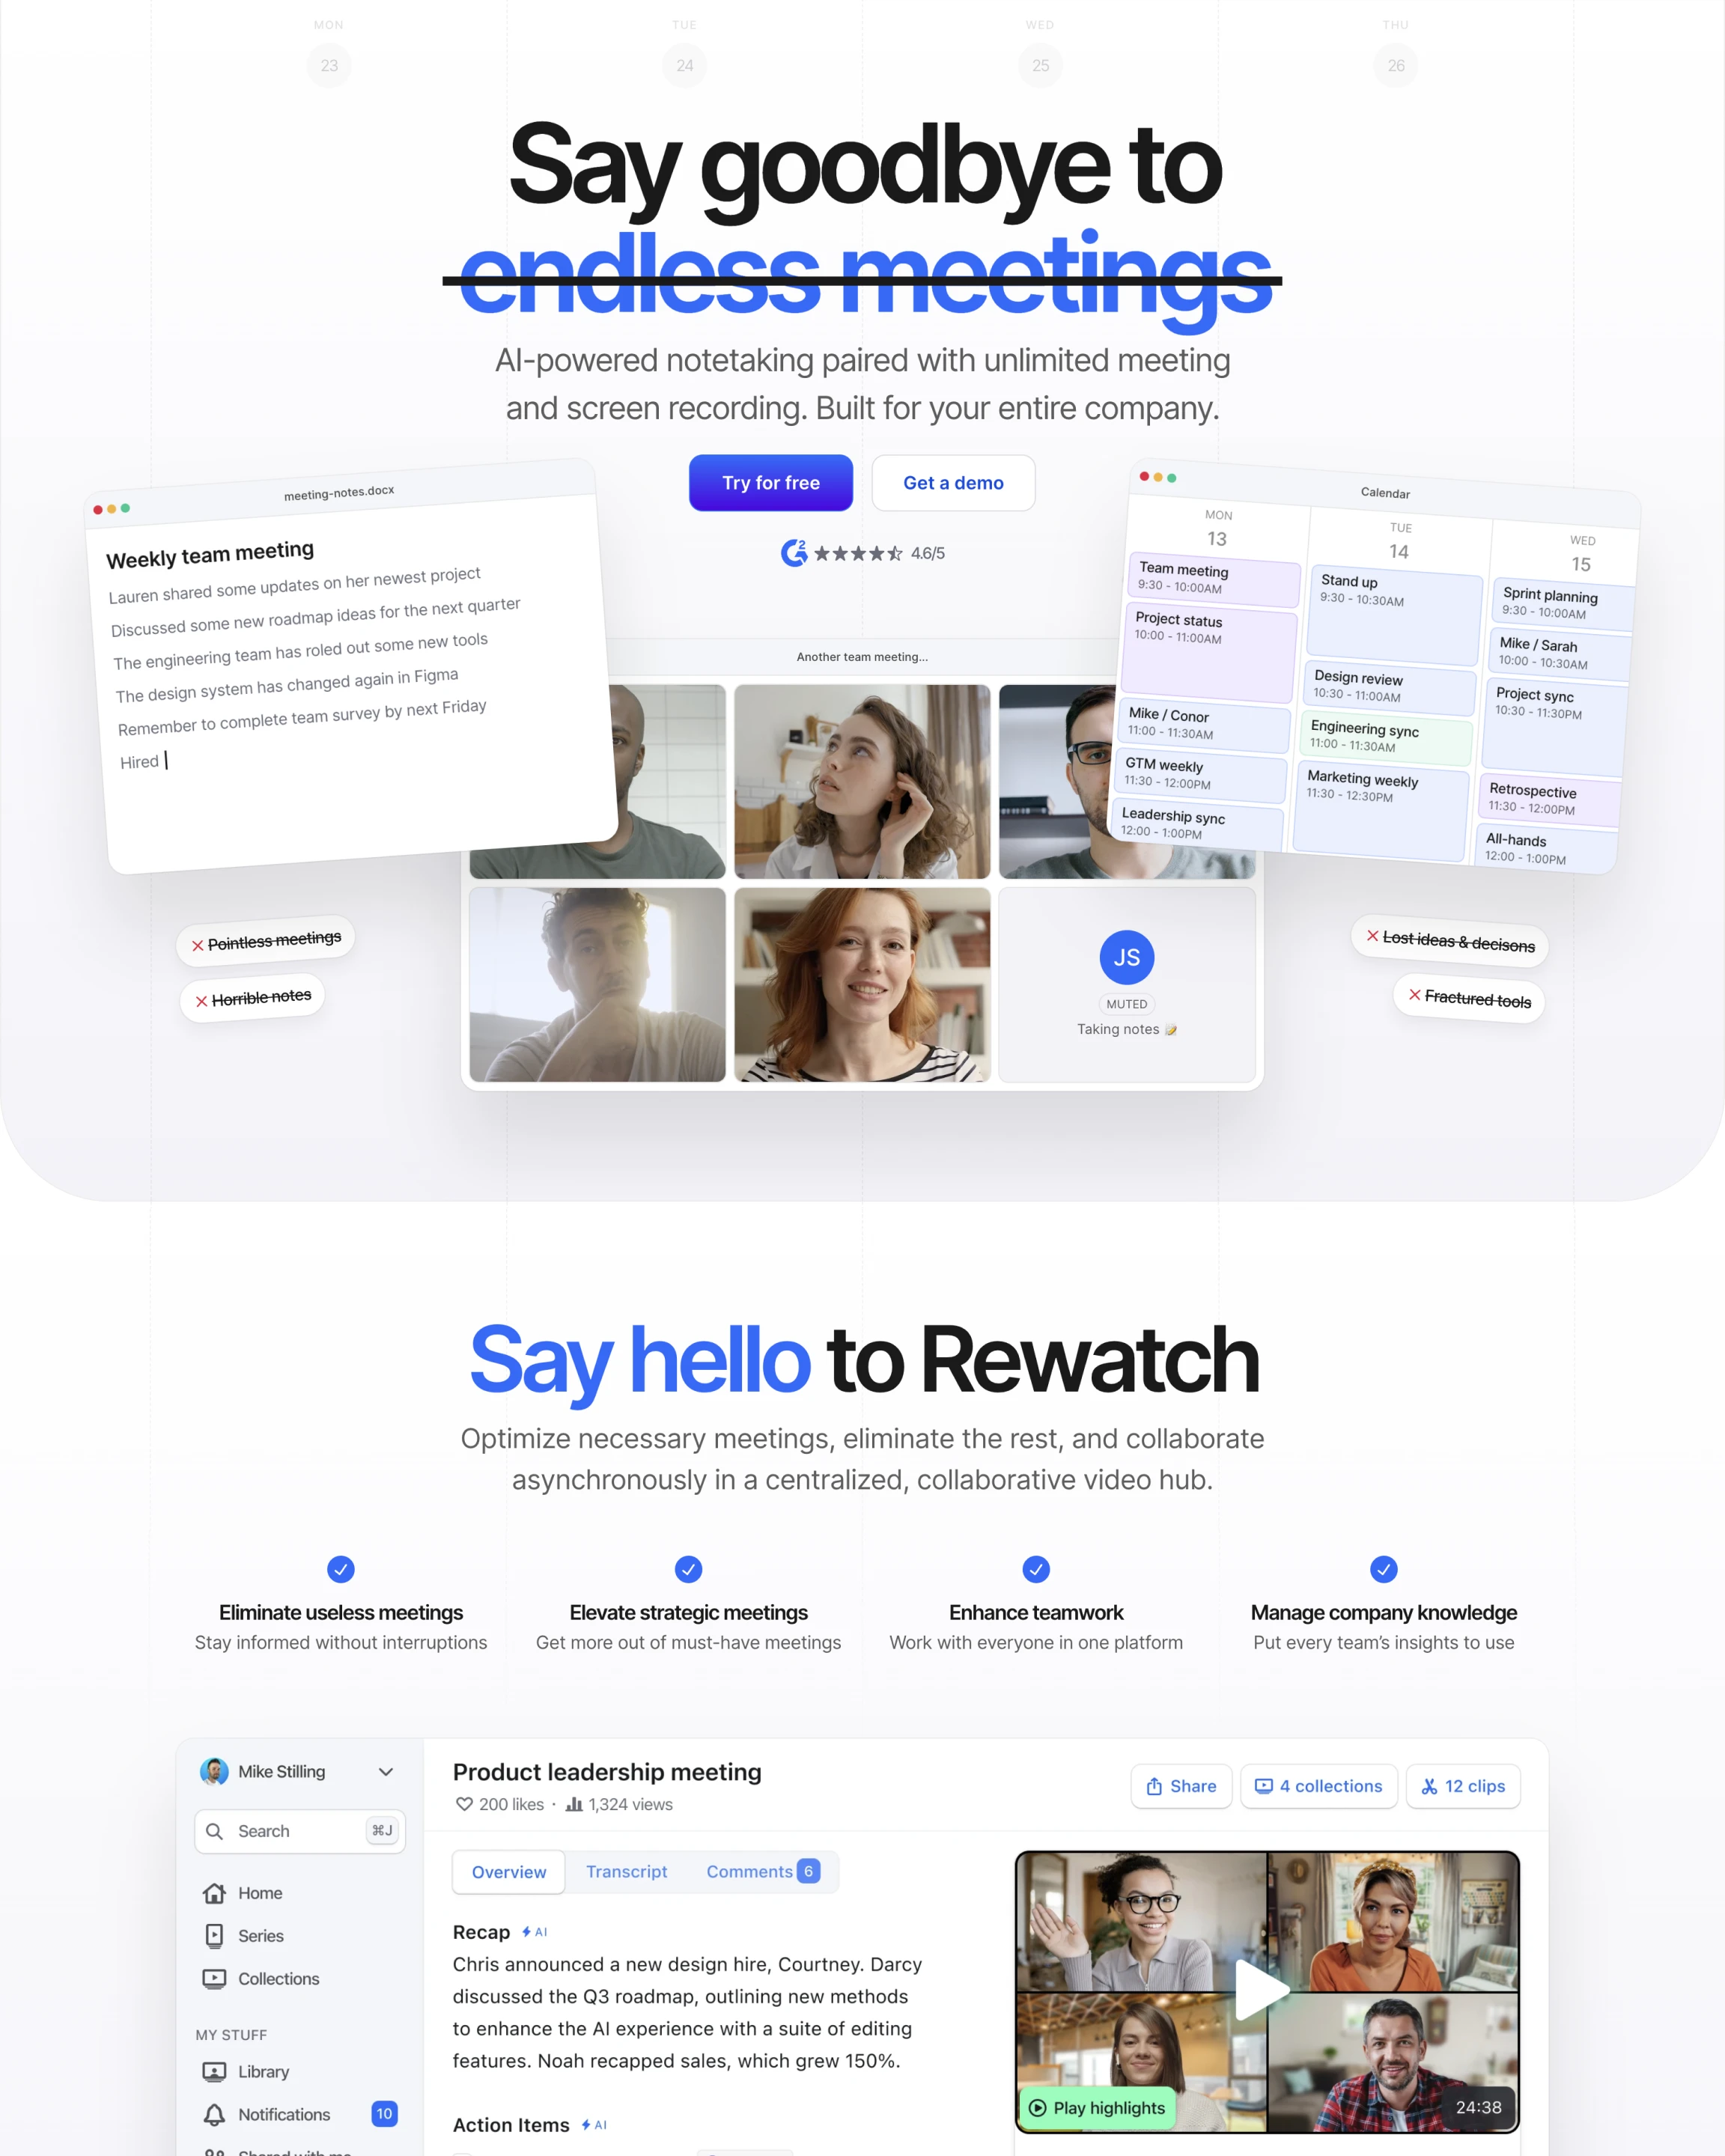 MON
TUE
WED
THU
23
24
25
26
Say goodbye to
endless meetings
AI-powered notetaking paired with unlimited meeting
and screen recording. Built for your entire company.
Try for free
Get a demo
G2
4.6/5
meeting-notes.docx
Weekly team meeting
Lauren shared some updates on her newest project
Discussed some new roadmap ideas for the next quarter
The engineering team has roled out some new tools
The design system has changed again in Figma
Remember to complete team survey by next Friday
Hired
Another team meeting...
JS
MUTED
Taking notes 📝
Calendar
MON
13
Team meeting
9:30 - 10:00AM
Project status
10:00 - 11:00AM
Mike / Conor
11:00 - 11:30AM
GTM weekly
11:30 - 12:00PM
Leadership sync
12:00 - 1:00PM
TUE
14
Stand up
9:30 - 10:30AM
Design review
10:30 - 11:00AM
Engineering sync
11:00 - 11:30AM
Marketing weekly
11:30 - 12:30PM
WED
15
Sprint planning
9:30 - 10:00AM
Mike / Sarah
10:00 - 10:30AM
Project sync
10:30 - 11:30PM
Retrospective
11:30 - 12:00PM
All-hands
12:00 - 1:00PM
Pointless meetings
Horrible notes
Lost ideas & decisons
Fractured tools
Say hello to Rewatch
Optimize necessary meetings, eliminate the rest, and collaborate
asynchronously in a centralized, collaborative video hub.
Eliminate useless meetings
Stay informed without interruptions
Elevate strategic meetings
Get more out of must-have meetings
Enhance teamwork
Work with everyone in one platform
Manage company knowledge
Put every team’s insights to use
Mike Stilling
Search
⌘J
Home
Series
Collections
MY STUFF
Library
Notifications
10
Shared with me
Product leadership meeting
200 likes · 1,324 views
Share
4 collections
12 clips
Overview
Transcript
Comments 6
Recap AI
Chris announced a new design hire, Courtney. Darcy
discussed the Q3 roadmap, outlining new methods
to enhance the AI experience with a suite of editing
features. Noah recapped sales, which grew 150%.
Action Items AI
Play highlights
24:38